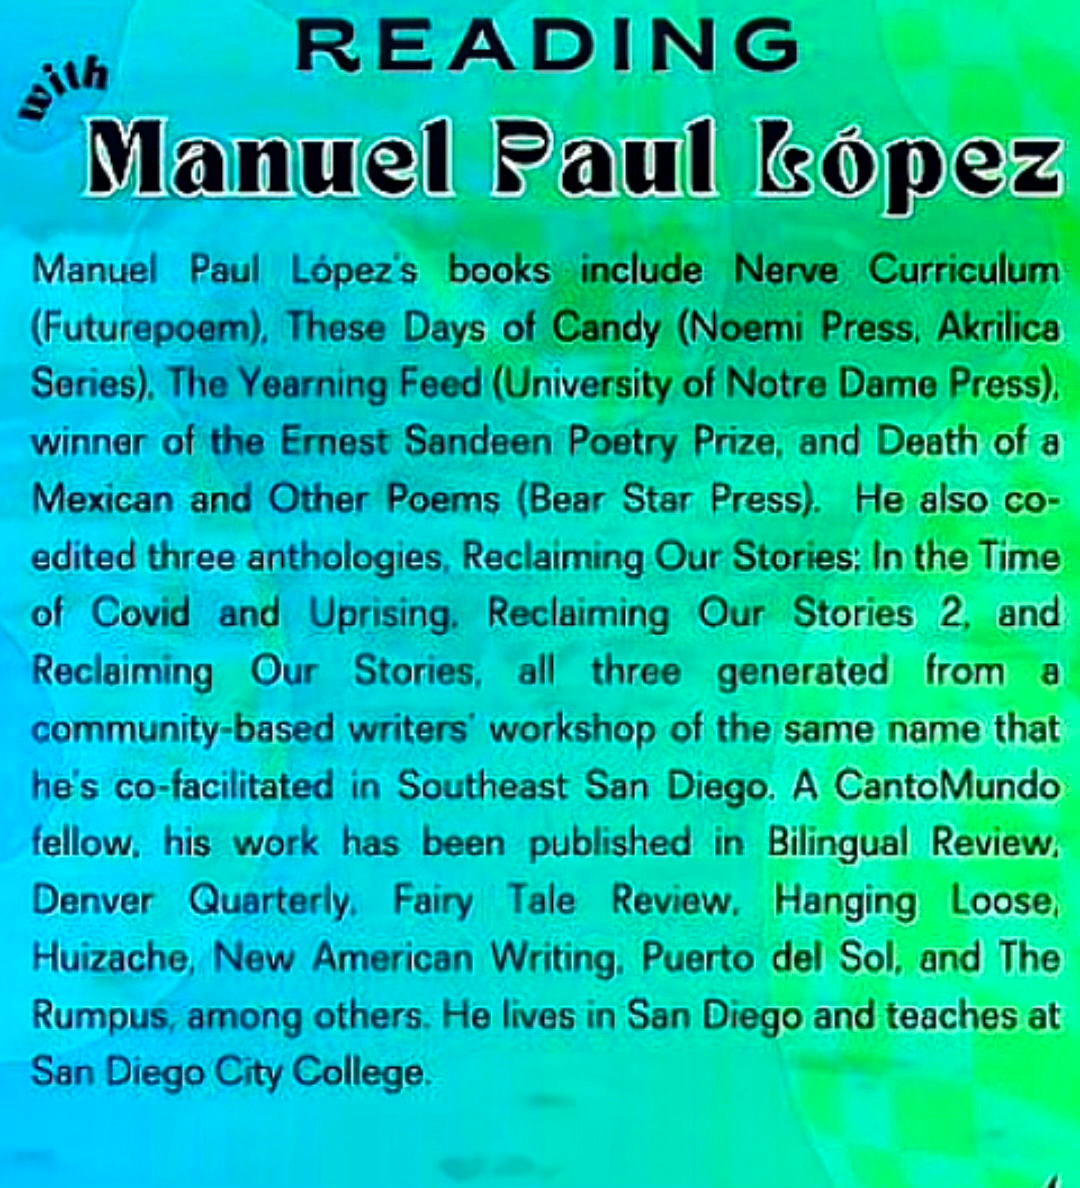 READING
with
Manuel Paul López
Manuel Paul López's books include Nerve Curriculum
(Futurepoem), These Days of Candy (Noemi Press, Akrilica
Series), The Yearning Feed (University of Notre Dame Press),
winner of the Ernest Sandeen Poetry Prize, and Death of a
Mexican and Other Poems (Bear Star Press). He also co-
edited three anthologies, Reclaiming Our Stories: In the Time
of Covid and Uprising, Reclaiming Our Stories 2, and
Reclaiming Our Stories, all three generated from a
community-based writers' workshop of the same name that
he's co-facilitated in Southeast San Diego. A CantoMundo
fellow, his work has been published in Bilingual Review,
Denver Quarterly, Fairy Tale Review, Hanging Loose,
Huizache, New American Writing, Puerto del Sol, and The
Rumpus, among others. He lives in San Diego and teaches at
San Diego City College.